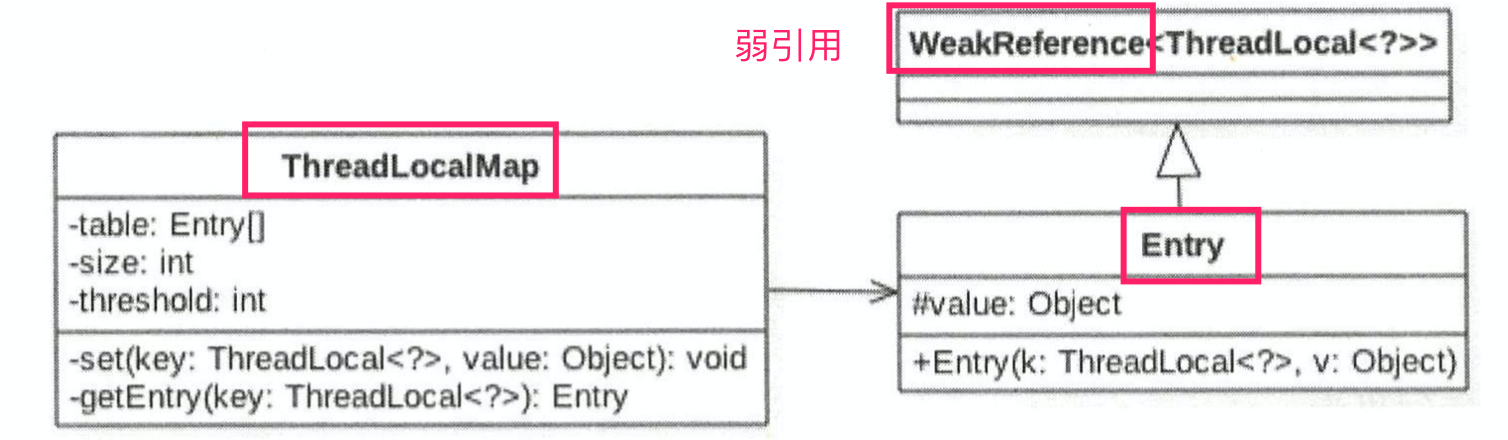 弱引用
WeakReference<ThreadLocal<?>>
ThreadLocalMap
-table: Entry[]
-size: int
-threshold: int
-set(key: ThreadLocal<?>, value: Object): void
-getEntry(key: ThreadLocal<?>): Entry
Entry
#value: Object
+Entry(k: ThreadLocal<?>, v: Object)